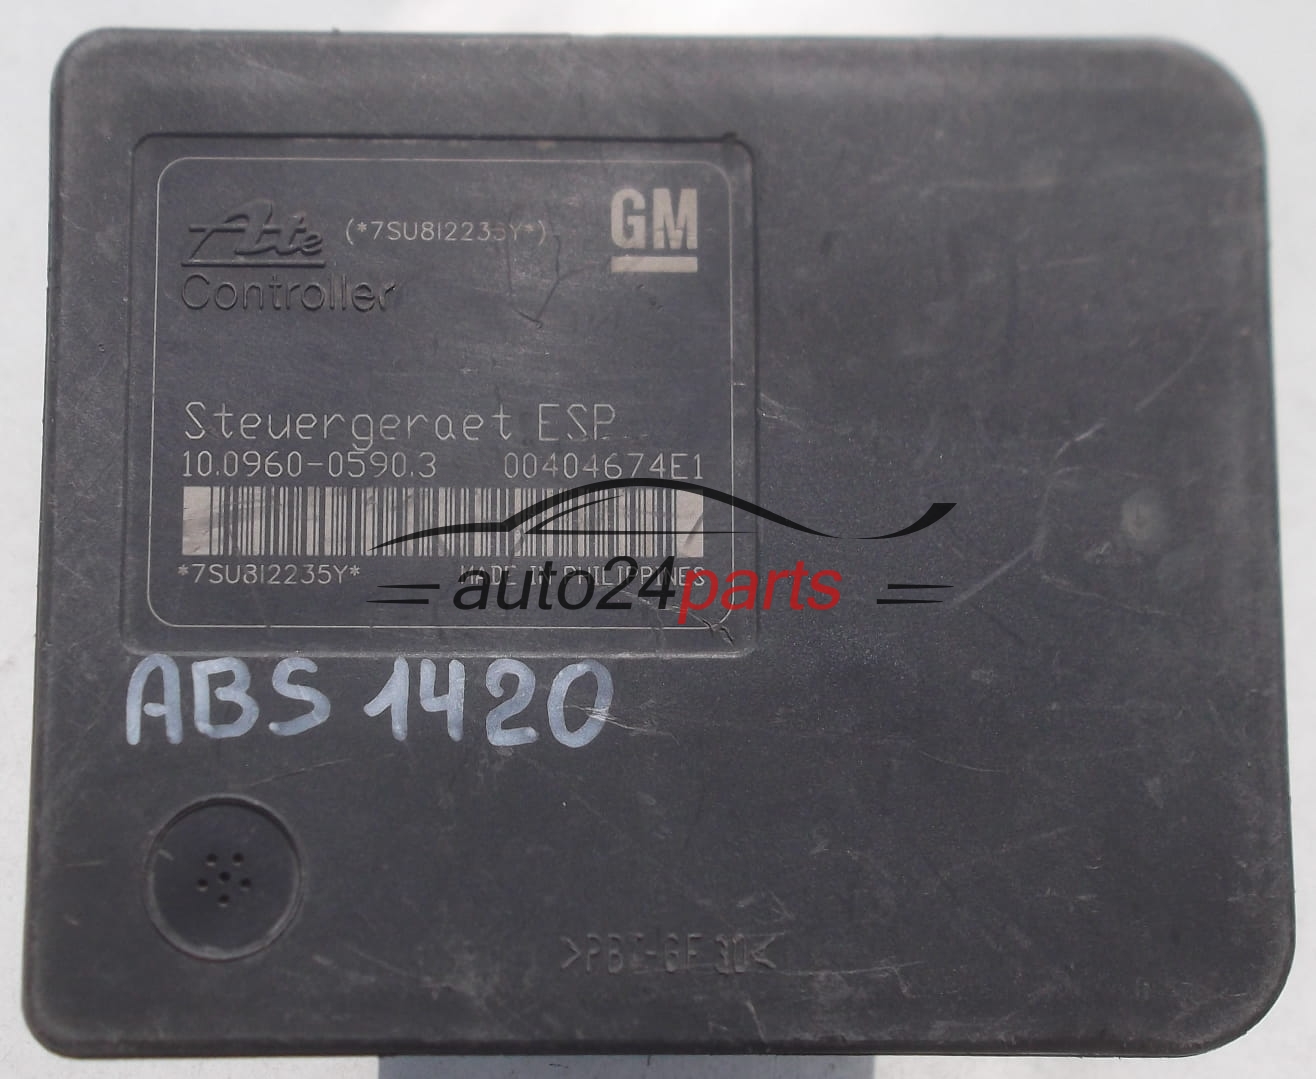 Ate (*7SU8I2235Y*) GM
Controller
Steuergeraet ESP
10.0960-0590.3 00404674E1
*7SU8I2235Y* MADE IN PHILIPPINES
auto24parts
ABS 1420
>PBT-GF 30<